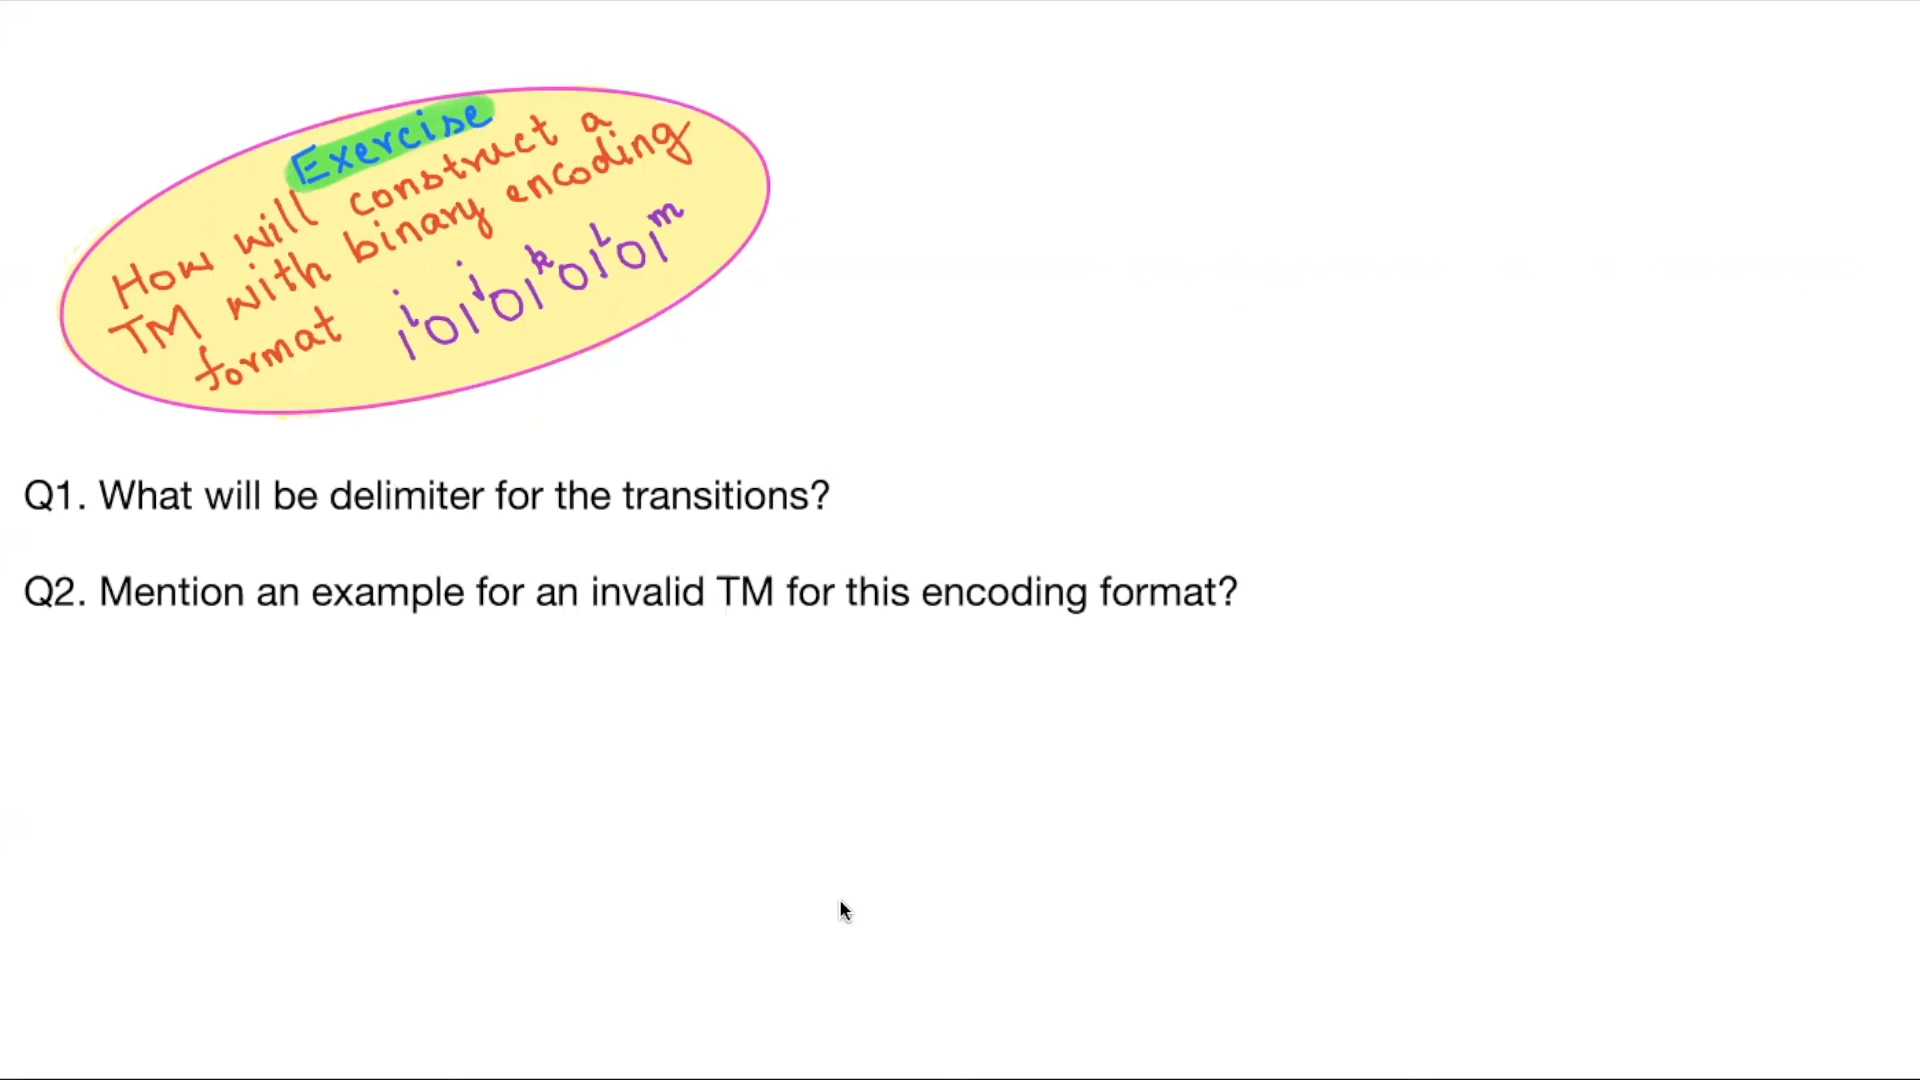 Exercise
How will construct a
TM with binary encoding
format 1^i 0 1^j 0 1^k 0 1^l 0 1^m
Q1. What will be delimiter for the transitions?
Q2. Mention an example for an invalid TM for this encoding format?